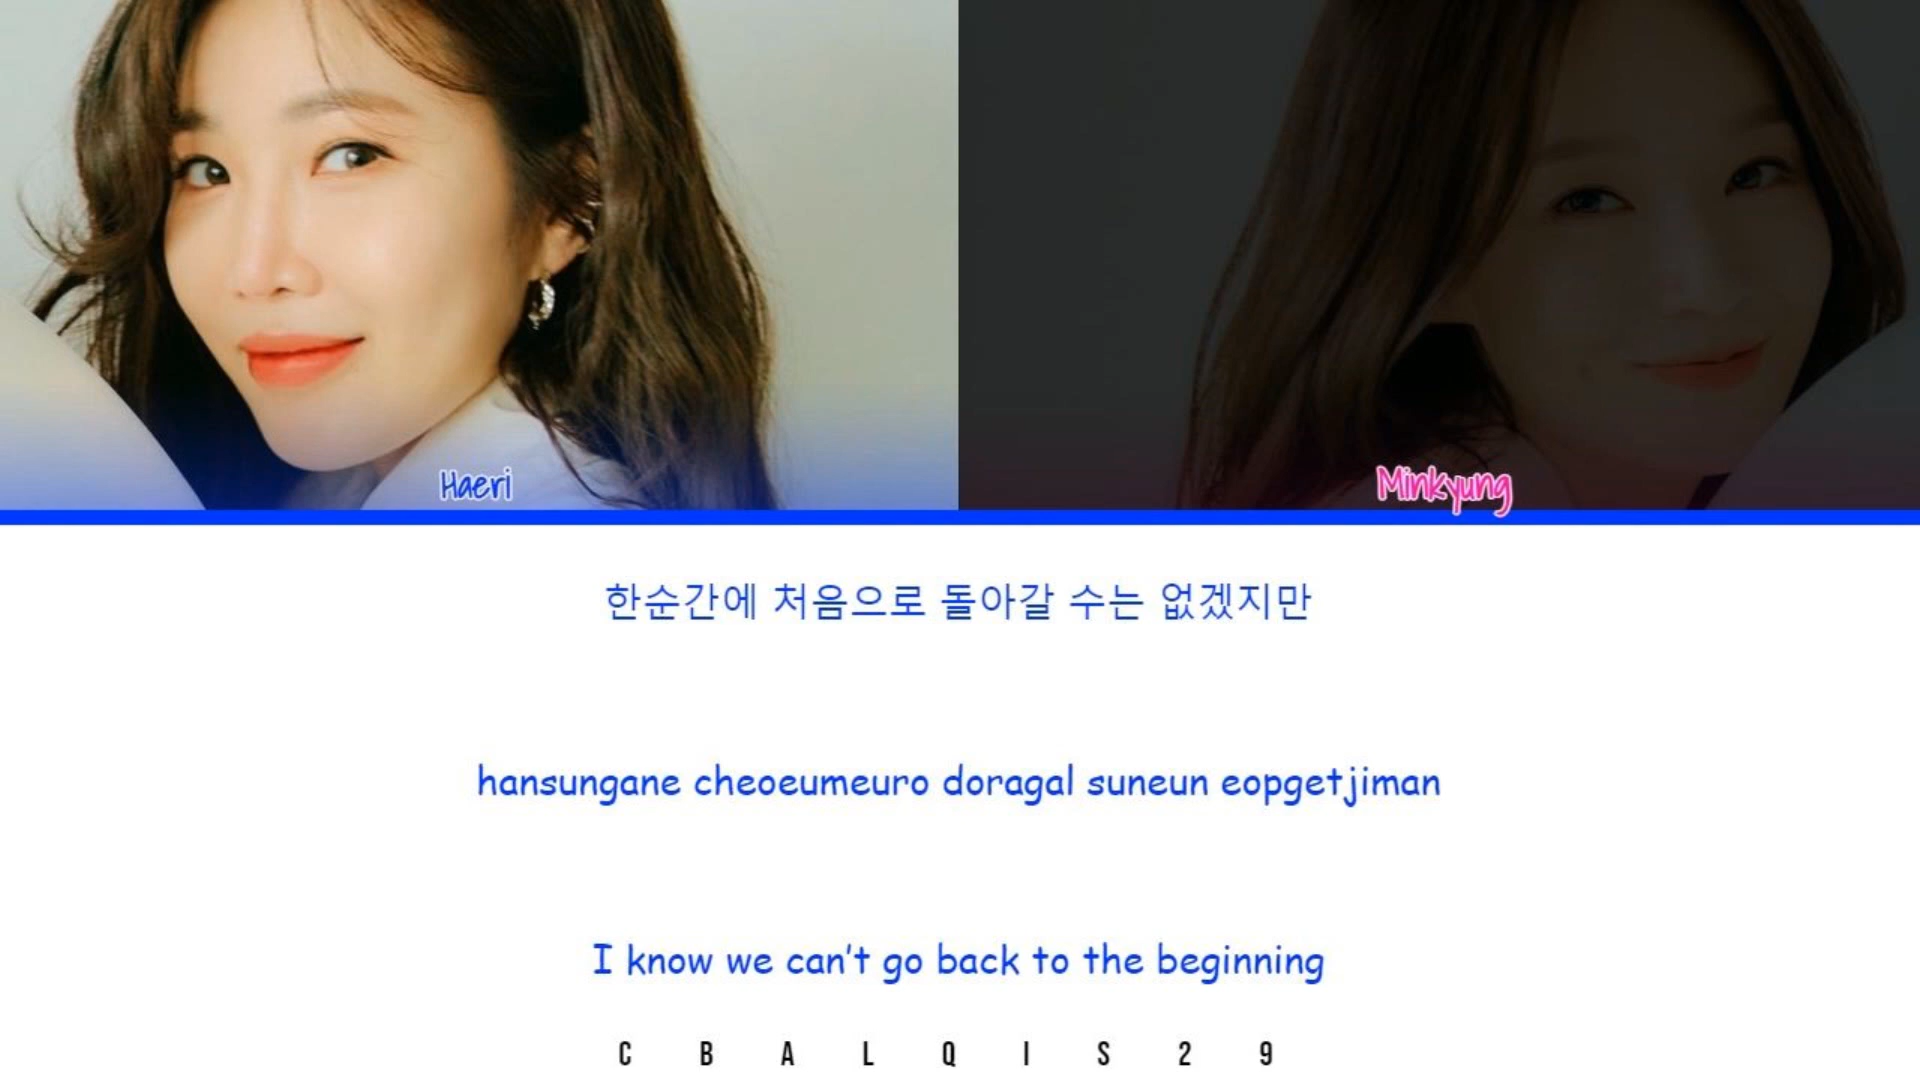 Haeri
Minkyung
한순간에 처음으로 돌아갈 수는 없겠지만
hansungane cheoeumeuro doragal suneun eopgetjiman
I know we can't go back to the beginning
C B A L Q I S 2 9